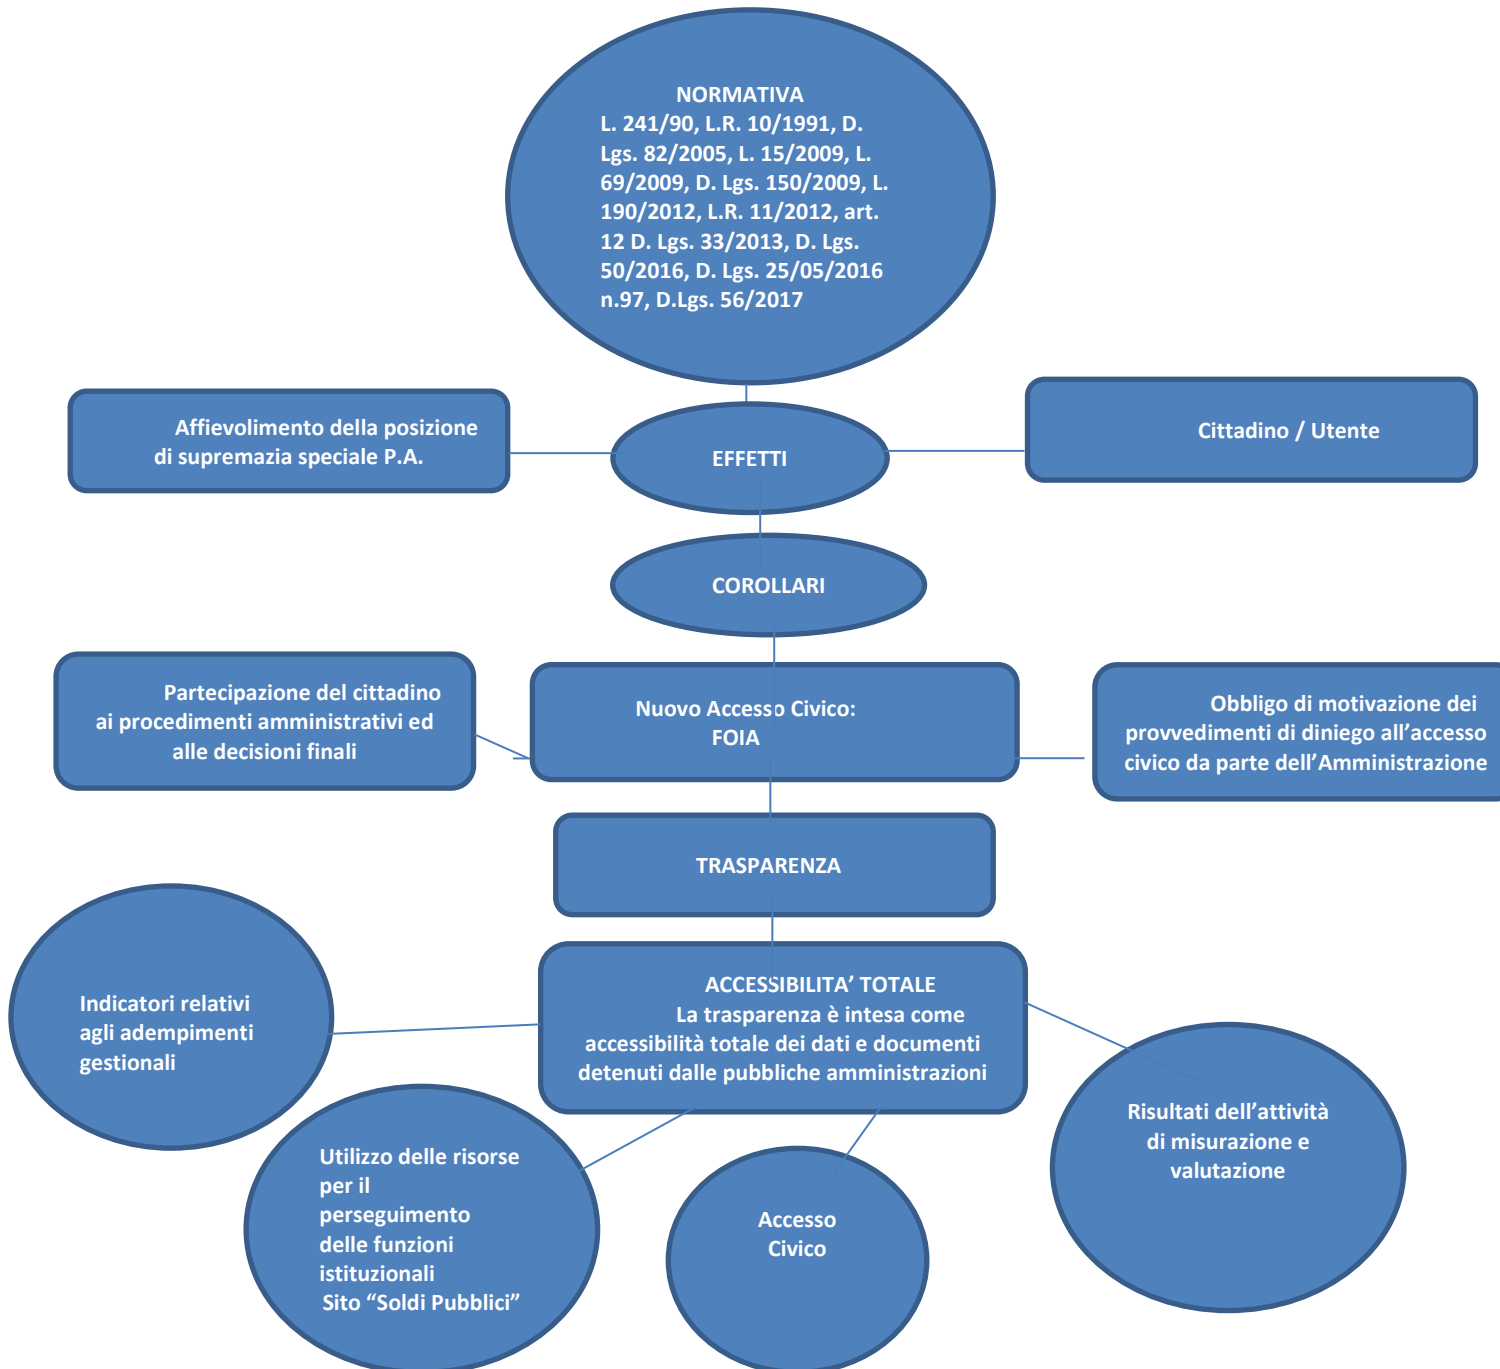 NORMATIVA
L. 241/90, L.R. 10/1991, D.
Lgs. 82/2005, L. 15/2009, L.
69/2009, D. Lgs. 150/2009, L.
190/2012, L.R. 11/2012, art.
12 D. Lgs. 33/2013, D. Lgs.
50/2016, D. Lgs. 25/05/2016
n.97, D.Lgs. 56/2017
Affievolimento della posizione
di supremazia speciale P.A.
EFFETTI
Cittadino / Utente
COROLLARI
Partecipazione del cittadino
ai procedimenti amministrativi ed
alle decisioni finali
Nuovo Accesso Civico:
FOIA
Obbligo di motivazione dei
provvedimenti di diniego all’accesso
civico da parte dell’Amministrazione
TRASPARENZA
ACCESSIBILITA’ TOTALE
La trasparenza è intesa come
accessibilità totale dei dati e documenti
detenuti dalle pubbliche amministrazioni
Indicatori relativi
agli adempimenti
gestionali
Utilizzo delle risorse
per il
perseguimento
delle funzioni
istituzionali
Sito “Soldi Pubblici”
Accesso
Civico
Risultati dell’attività
di misurazione e
valutazione